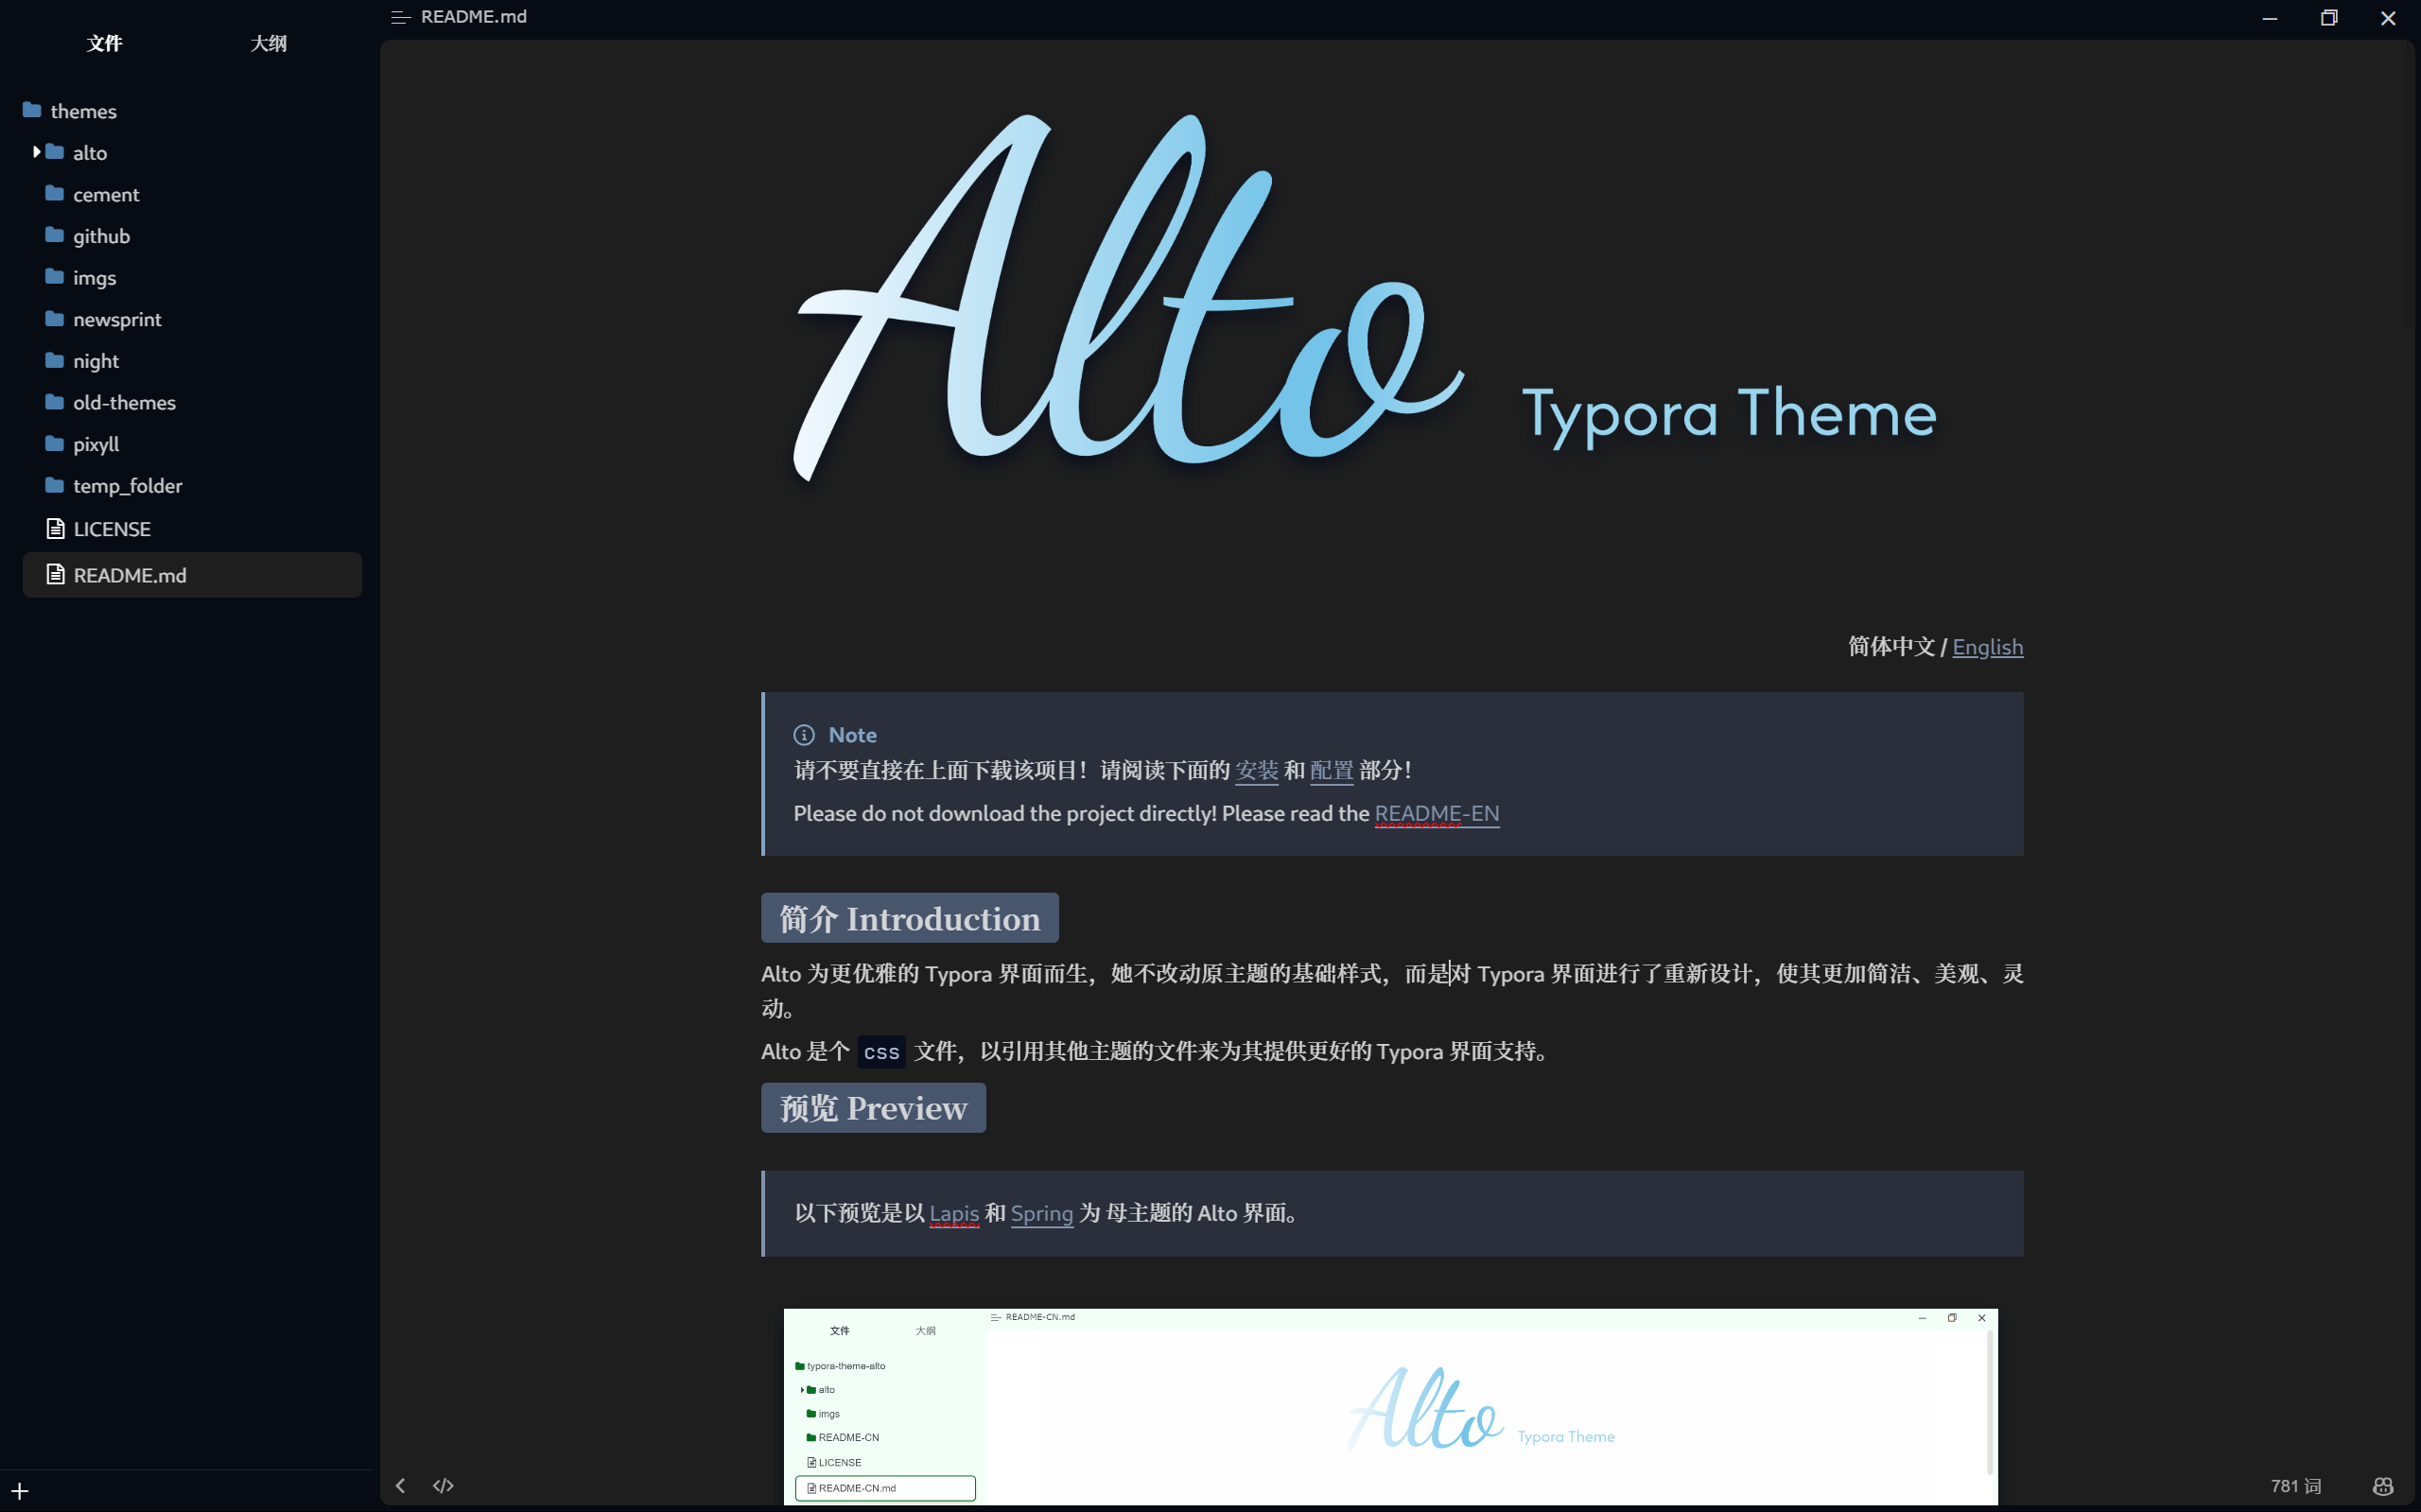 文件 大纲
themes
alto
cement
github
imgs
newsprint
night
old-themes
pixyll
temp_folder
LICENSE
README.md
README.md
Alto Typora Theme
简体中文 / English
Note
请不要直接在上面下载该项目！请阅读下面的 安装 和 配置 部分！
Please do not download the project directly! Please read the README-EN
简介 Introduction
Alto 为更优雅的 Typora 界面而生，她不改动原主题的基础样式，而是对 Typora 界面进行了重新设计，使其更加简洁、美观、灵
动。
Alto 是个 css 文件，以引用其他主题的文件来为其提供更好的 Typora 界面支持。
预览 Preview
以下预览是以 Lapis 和 Spring 为 母主题的 Alto 界面。
README-CN.md
文件 大纲
typora-theme-alto
alto
imgs
README-CN
LICENSE
README-CN.md
Alto Typora Theme
781 词